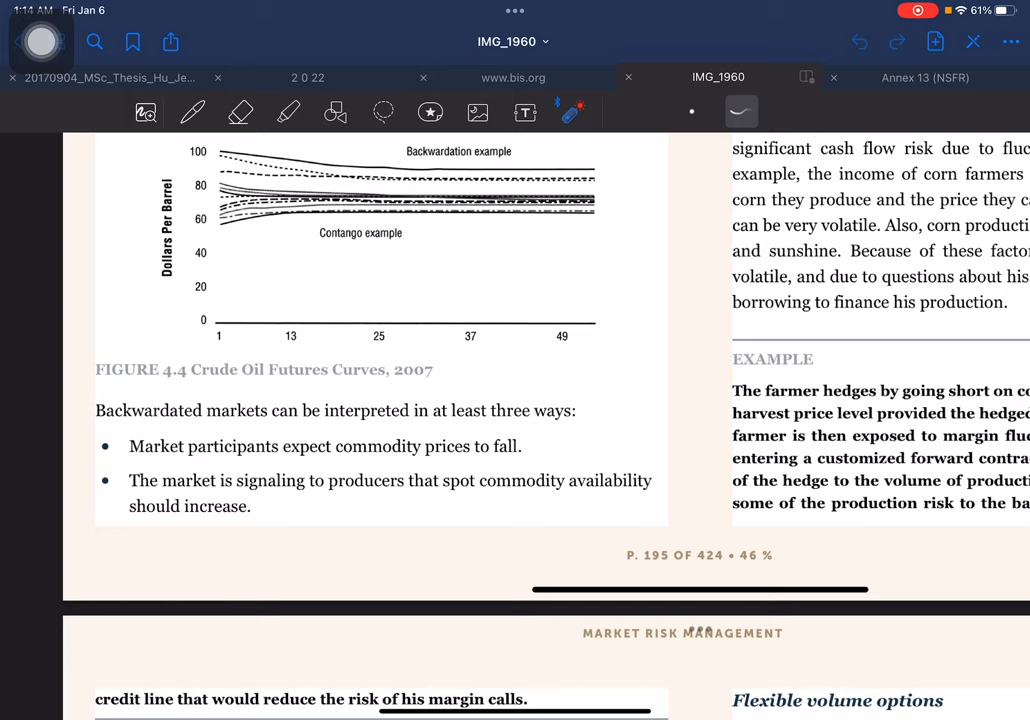 1:14 AM Fri Jan 6
61%
IMG_1960
20170904_MSc_Thesis_Hu_Je...
2 0 22
www.bis.org
IMG_1960
Annex 13 (NSFR)
100
80
60
40
20
0
Dollars Per Barrel
Backwardation example
Contango example
1 13 25 37 49
FIGURE 4.4 Crude Oil Futures Curves, 2007
Backwardated markets can be interpreted in at least three ways:
• Market participants expect commodity prices to fall.
• The market is signaling to producers that spot commodity availability
should increase.
significant cash flow risk due to fluc
example, the income of corn farmers
corn they produce and the price they ca
can be very volatile. Also, corn producti
and sunshine. Because of these facto
volatile, and due to questions about his
borrowing to finance his production.
EXAMPLE
The farmer hedges by going short on co
harvest price level provided the hedged
farmer is then exposed to margin flu
entering a customized forward contra
of the hedge to the volume of producti
some of the production risk to the ba
P. 195 OF 424 • 46 %
MARKET RISK MANAGEMENT
credit line that would reduce the risk of his margin calls.
Flexible volume options